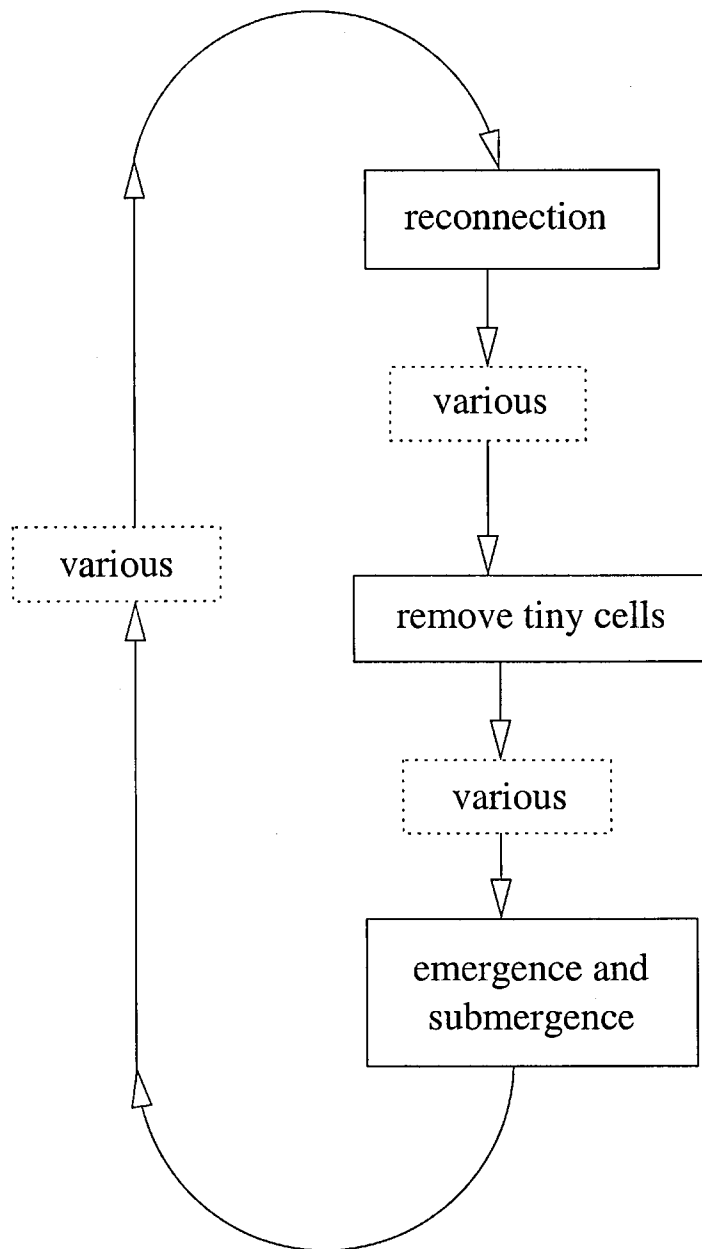 reconnection
various
various
remove tiny cells
various
emergence and
submergence